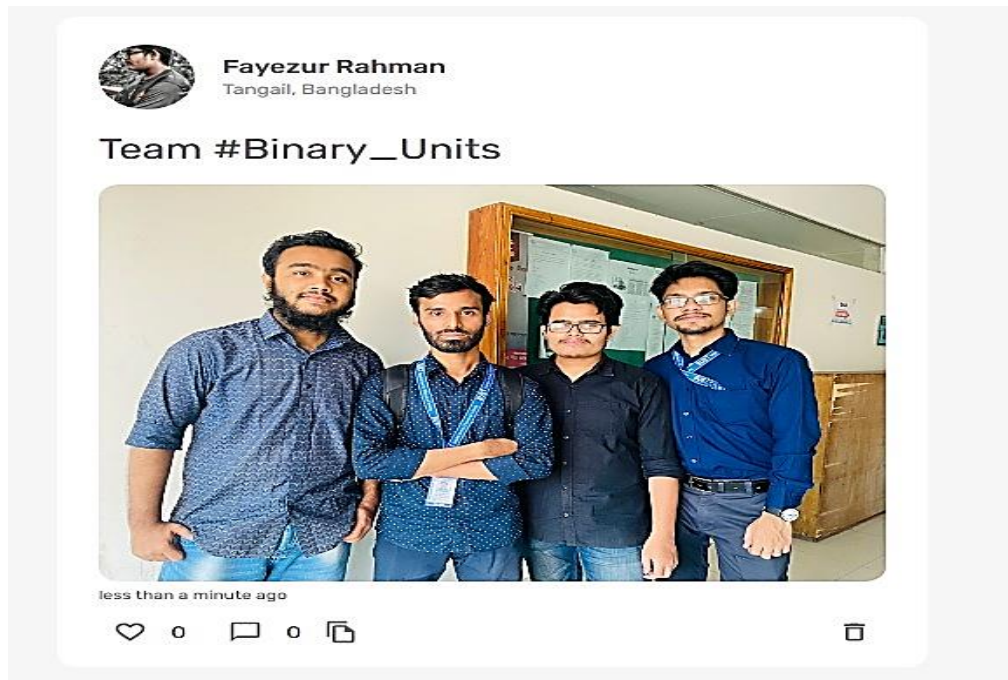 Fayezur Rahman
Tangail, Bangladesh
Team #Binary_Units
less than a minute ago
0 0